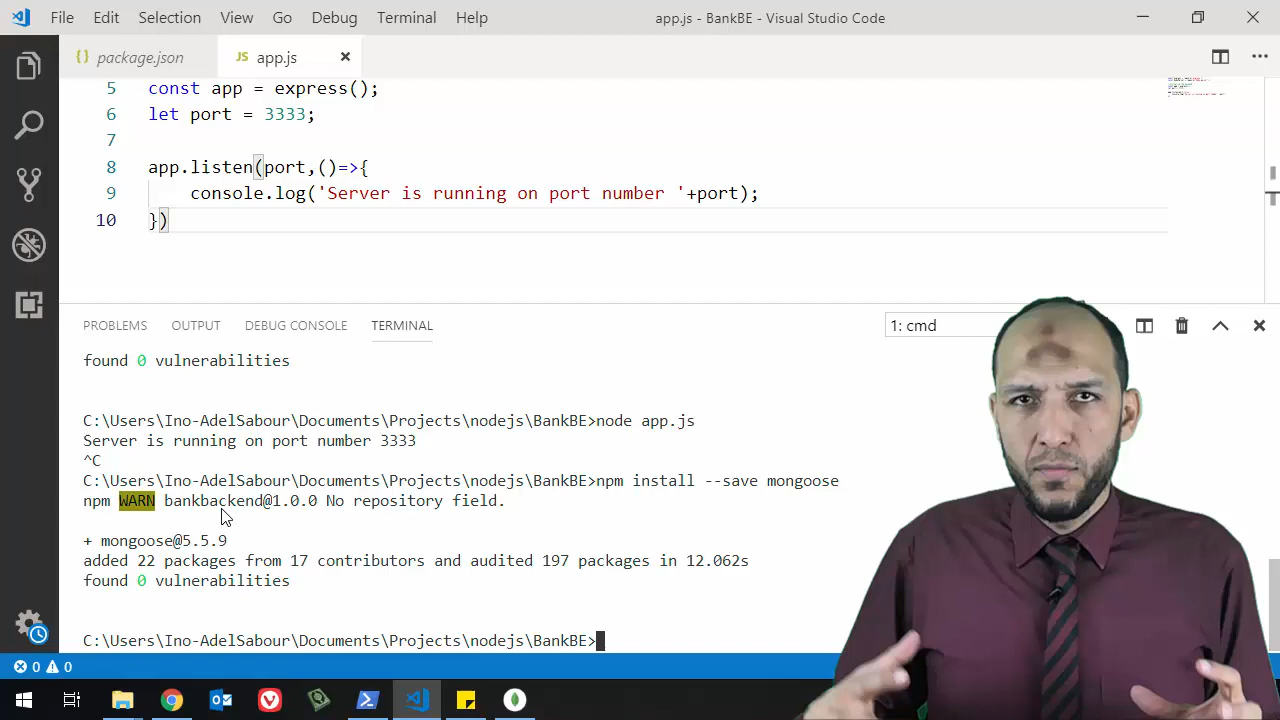 File Edit Selection View Go Debug Terminal Help app.js - BankBE - Visual Studio Code
{} package.json JS app.js
5 const app = express();
6 let port = 3333;
7
8 app.listen(port,()=>{
9 console.log('Server is running on port number '+port);
10 })
PROBLEMS OUTPUT DEBUG CONSOLE TERMINAL 1: cmd
found 0 vulnerabilities
C:\Users\Ino-AdelSabour\Documents\Projects\nodejs\BankBE>node app.js
Server is running on port number 3333
^C
C:\Users\Ino-AdelSabour\Documents\Projects\nodejs\BankBE>npm install --save mongoose
npm WARN bankbackend@1.0.0 No repository field.
+ mongoose@5.5.9
added 22 packages from 17 contributors and audited 197 packages in 12.062s
found 0 vulnerabilities
C:\Users\Ino-AdelSabour\Documents\Projects\nodejs\BankBE>
0 0